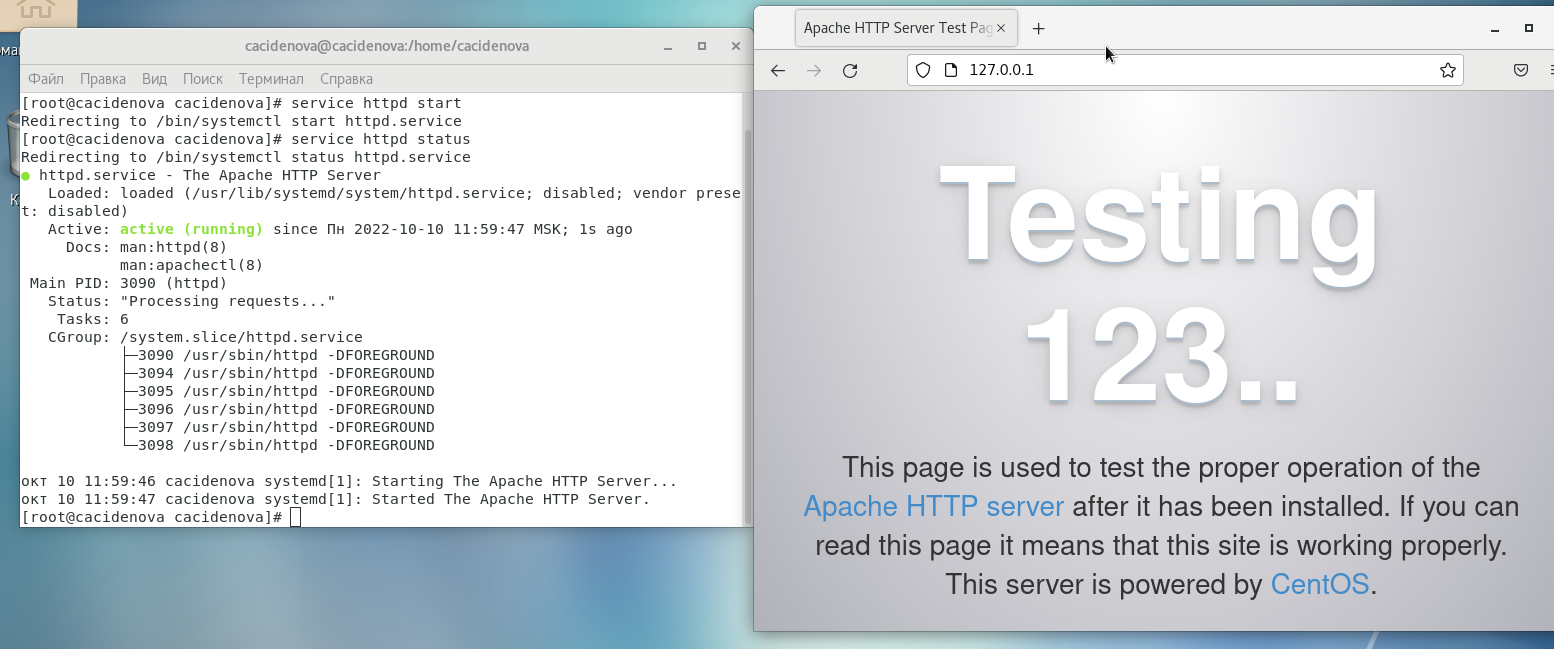 cacidenova@cacidenova:/home/cacidenova
Файл Правка Вид Поиск Терминал Справка
[root@cacidenova cacidenova]# service httpd start
Redirecting to /bin/systemctl start httpd.service
[root@cacidenova cacidenova]# service httpd status
Redirecting to /bin/systemctl status httpd.service
● httpd.service - The Apache HTTP Server
   Loaded: loaded (/usr/lib/systemd/system/httpd.service; disabled; vendor prese
t: disabled)
   Active: active (running) since Пн 2022-10-10 11:59:47 MSK; 1s ago
     Docs: man:httpd(8)
           man:apachectl(8)
 Main PID: 3090 (httpd)
   Status: "Processing requests..."
    Tasks: 6
   CGroup: /system.slice/httpd.service
           ├─3090 /usr/sbin/httpd -DFOREGROUND
           ├─3094 /usr/sbin/httpd -DFOREGROUND
           ├─3095 /usr/sbin/httpd -DFOREGROUND
           ├─3096 /usr/sbin/httpd -DFOREGROUND
           ├─3097 /usr/sbin/httpd -DFOREGROUND
           └─3098 /usr/sbin/httpd -DFOREGROUND
окт 10 11:59:46 cacidenova systemd[1]: Starting The Apache HTTP Server...
окт 10 11:59:47 cacidenova systemd[1]: Started The Apache HTTP Server.
[root@cacidenova cacidenova]#
Apache HTTP Server Test Pag
127.0.0.1
Testing
123..
This page is used to test the proper operation of the
Apache HTTP server after it has been installed. If you can
read this page it means that this site is working properly.
This server is powered by CentOS.